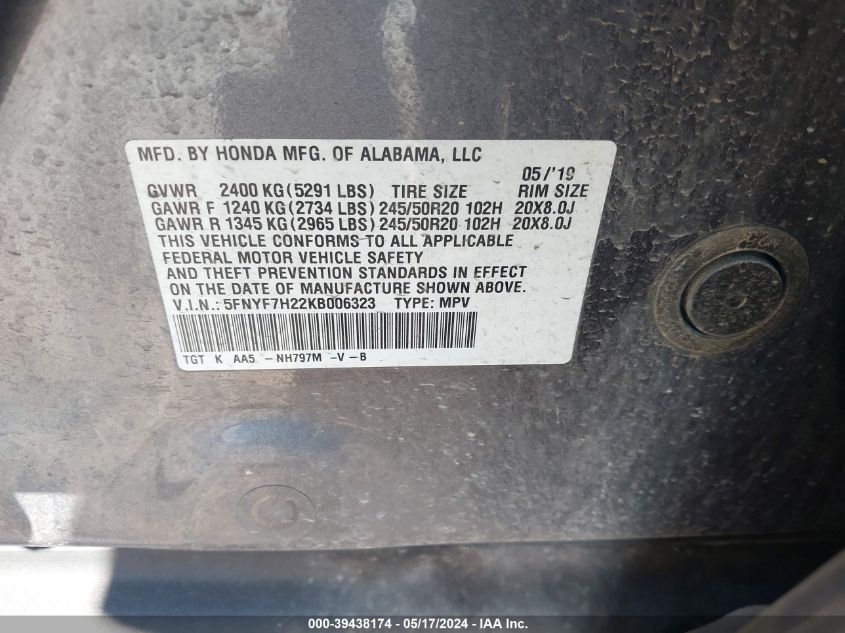 MFD. BY HONDA MFG. OF ALABAMA, LLC
05/'19
GVWR 2400 KG (5291 LBS) TIRE SIZE RIM SIZE
GAWR F 1240 KG (2734 LBS) 245/50R20 102H 20X8.0J
GAWR R 1345 KG (2965 LBS) 245/50R20 102H 20X8.0J
THIS VEHICLE CONFORMS TO ALL APPLICABLE
FEDERAL MOTOR VEHICLE SAFETY
AND THEFT PREVENTION STANDARDS IN EFFECT
ON THE DATE OF MANUFACTURE SHOWN ABOVE.
V.I.N.: 5FNYF7H22KB006323 TYPE: MPV
TGT K AA5 -NH797M -V -B
000-39438174 - 05/17/2024 - IAA Inc.